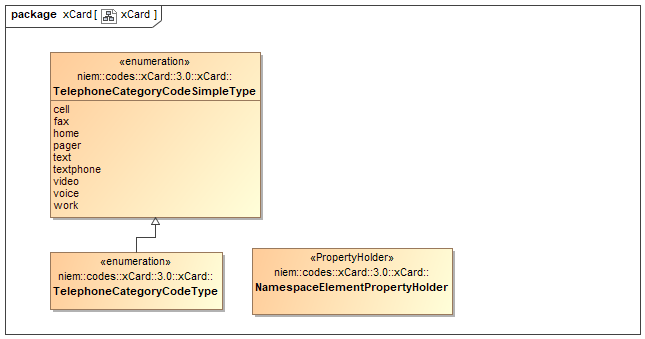 package xCard[ xCard ]
«enumeration»
niem::codes::xCard::3.0::xCard::
TelephoneCategoryCodeSimpleType
cell
fax
home
pager
text
textphone
video
voice
work
«enumeration»
niem::codes::xCard::3.0::xCard::
TelephoneCategoryCodeType
«PropertyHolder»
niem::codes::xCard::3.0::xCard::
NamespaceElementPropertyHolder